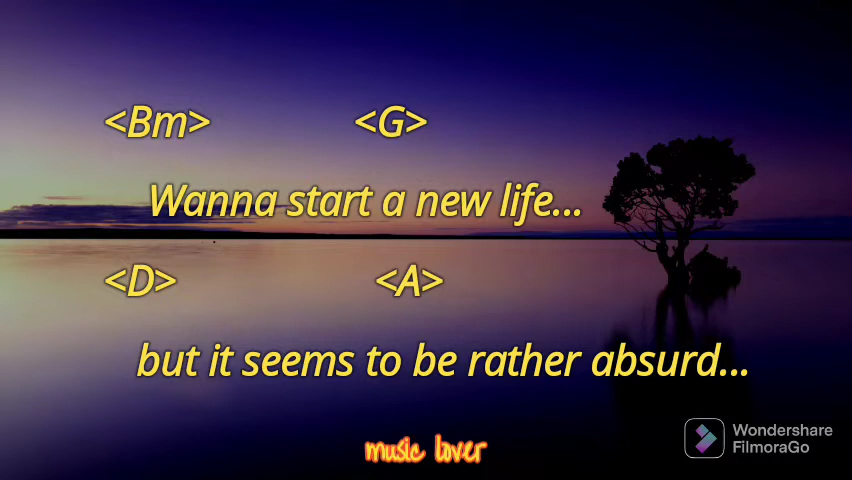 <Bm> <G>
Wanna start a new life...
<D> <A>
but it seems to be rather absurd...
music lover
Wondershare
FilmoraGo